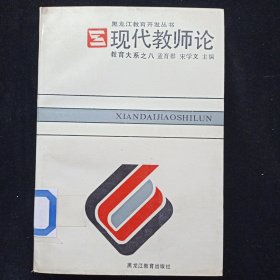 黑龙江教育开发丛书
现代教师论
教育大系之八 孟育群 宋学文 主编
XIANDAIJIAOSHILUN
黑龙江教育出版社